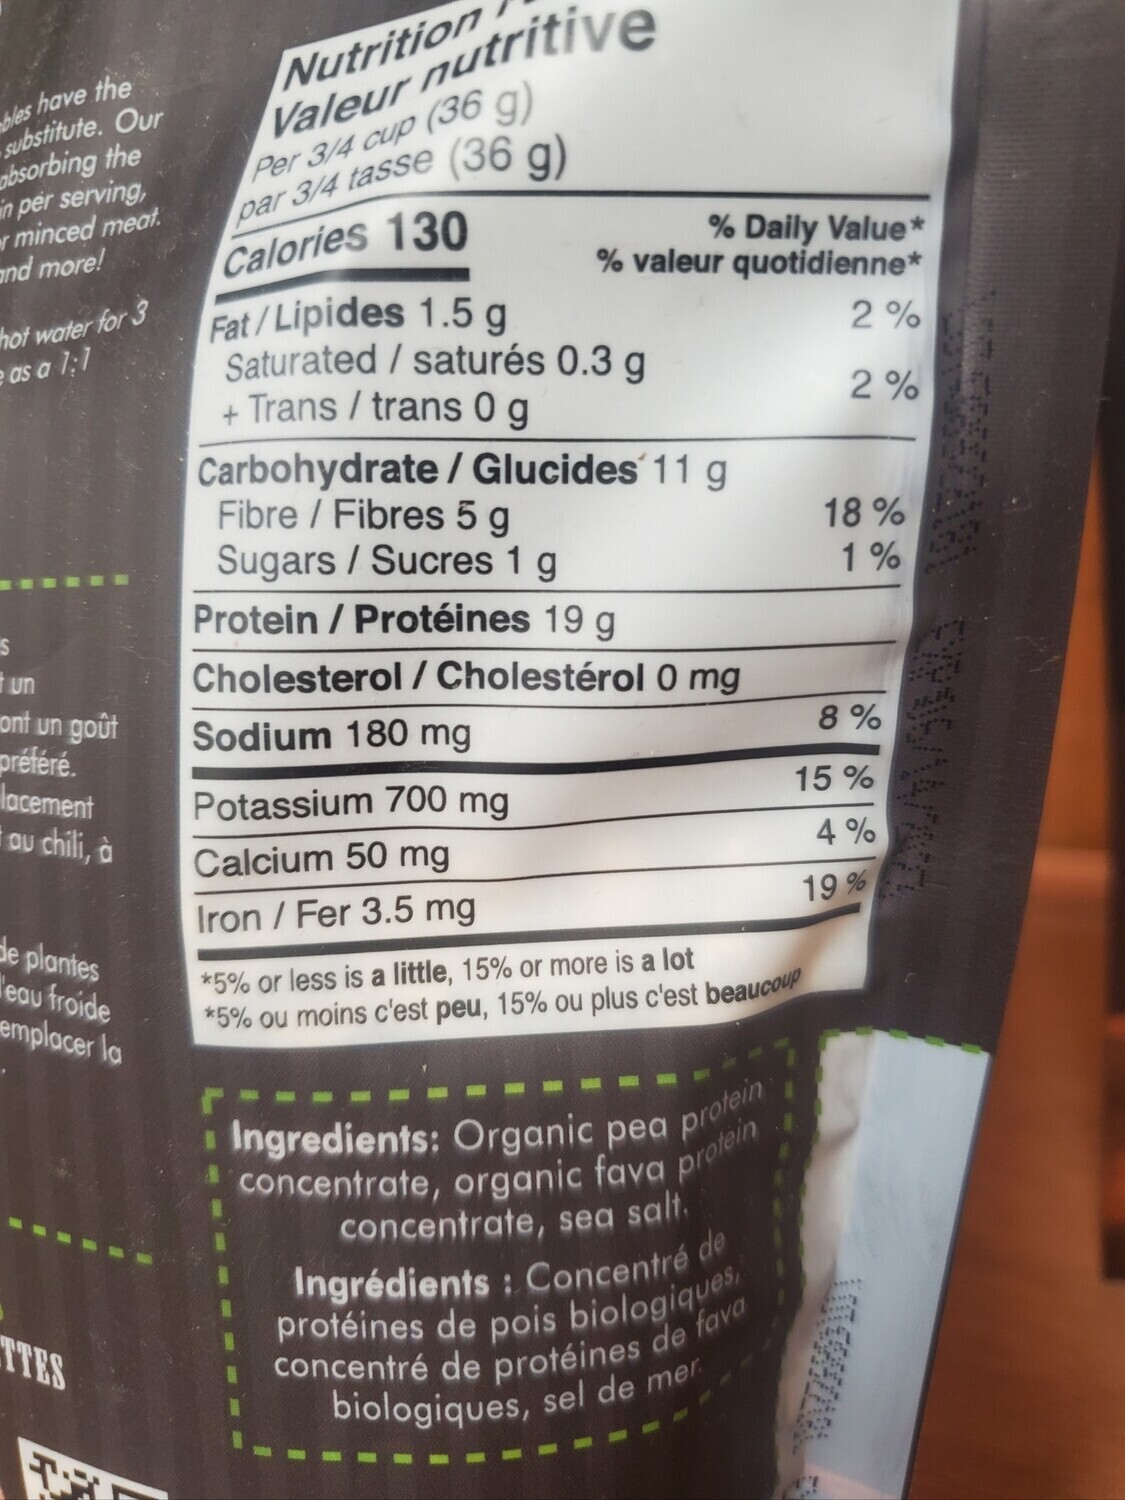 have the
substitute. Our
absorbing the
per serving,
minced meat.
and more!
hot water for 3
as a 1:1
un
ont un goût
préféré.
au chili, à
de plantes
froide
la
Nutrition
Valeur nutritive
Per 3/4 cup (36 g)
par 3/4 tasse (36 g)
Calories 130
% Daily Value*
% valeur quotidienne*
Fat / Lipides 1.5 g 2 %
Saturated / saturés 0.3 g
+ Trans / trans 0 g 2 %
Carbohydrate / Glucides 11 g
Fibre / Fibres 5 g 18 %
Sugars / Sucres 1 g 1 %
Protein / Protéines 19 g
Cholesterol / Cholestérol 0 mg
Sodium 180 mg 8 %
Potassium 700 mg 15 %
Calcium 50 mg 4 %
Iron / Fer 3.5 mg 19 %
*5% or less is a little, 15% or more is a lot
*5% ou moins c'est peu, 15% ou plus c'est beaucoup
Ingredients: Organic pea protein
concentrate, organic fava protein
concentrate, sea salt.
Ingrédients : Concentré de
protéines de pois biologiques,
concentré de protéines de fava
biologiques, sel de mer.